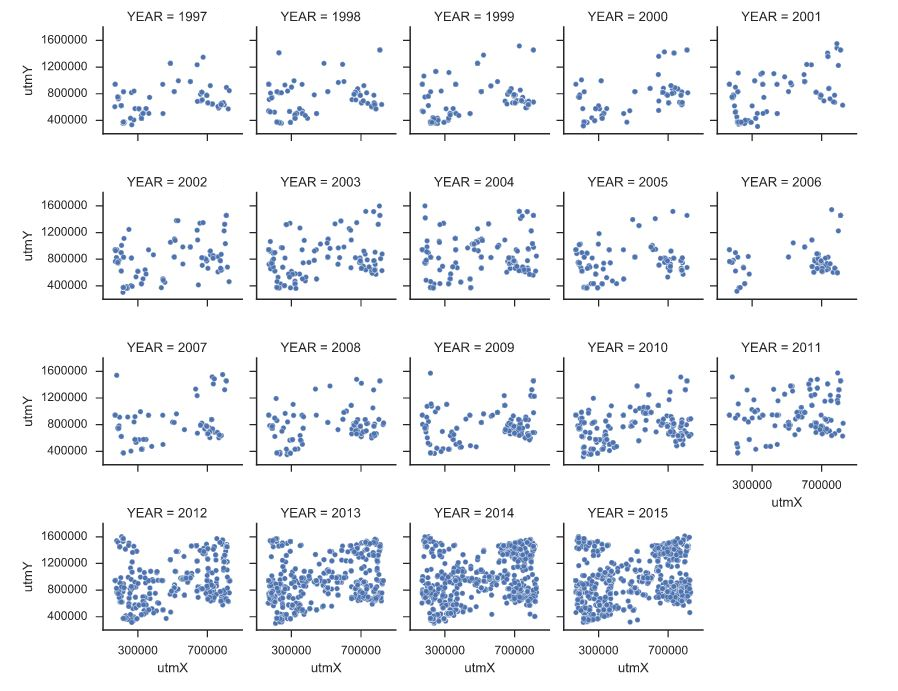 YEAR = 1997 YEAR = 1998 YEAR = 1999 YEAR = 2000 YEAR = 2001
1600000
1200000
800000
400000
utmY
YEAR = 2002 YEAR = 2003 YEAR = 2004 YEAR = 2005 YEAR = 2006
1600000
1200000
800000
400000
utmY
YEAR = 2007 YEAR = 2008 YEAR = 2009 YEAR = 2010 YEAR = 2011
1600000
1200000
800000
400000
utmY
300000 700000
utmX
YEAR = 2012 YEAR = 2013 YEAR = 2014 YEAR = 2015
1600000
1200000
800000
400000
utmY
300000 700000 300000 700000 300000 700000 300000 700000
utmX utmX utmX utmX